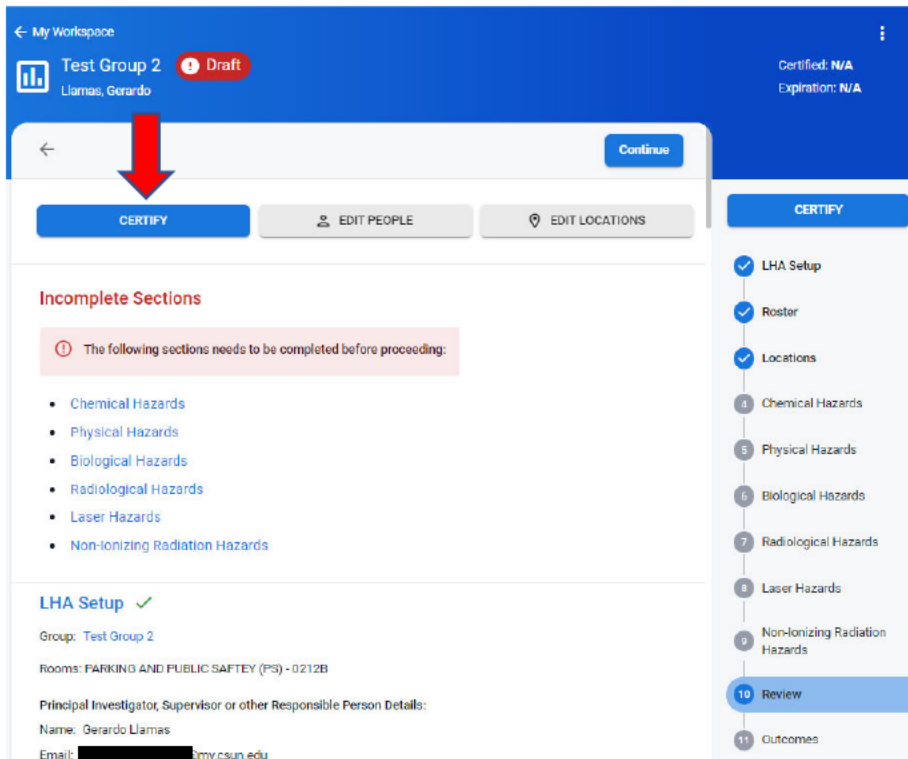 My Workspace
Test Group 2
Draft
Llamas, Gerardo
Certified: N/A
Expiration: N/A
Continue
CERTIFY
EDIT PEOPLE
EDIT LOCATIONS
Incomplete Sections
The following sections needs to be completed before proceeding:
Chemical Hazards
Physical Hazards
Biological Hazards
Radiological Hazards
Laser Hazards
Non-Ionizing Radiation Hazards
LHA Setup
Group: Test Group 2
Rooms: PARKING AND PUBLIC SAFTEY (PS) - 0212B
Principal Investigator, Supervisor or other Responsible Person Details:
Name: Gerardo Llamas
Email: @my.csun.edu
CERTIFY
LHA Setup
Roster
Locations
4 Chemical Hazards
5 Physical Hazards
6 Biological Hazards
7 Radiological Hazards
8 Laser Hazards
9 Non-Ionizing Radiation
Hazards
10 Review
11 Outcomes